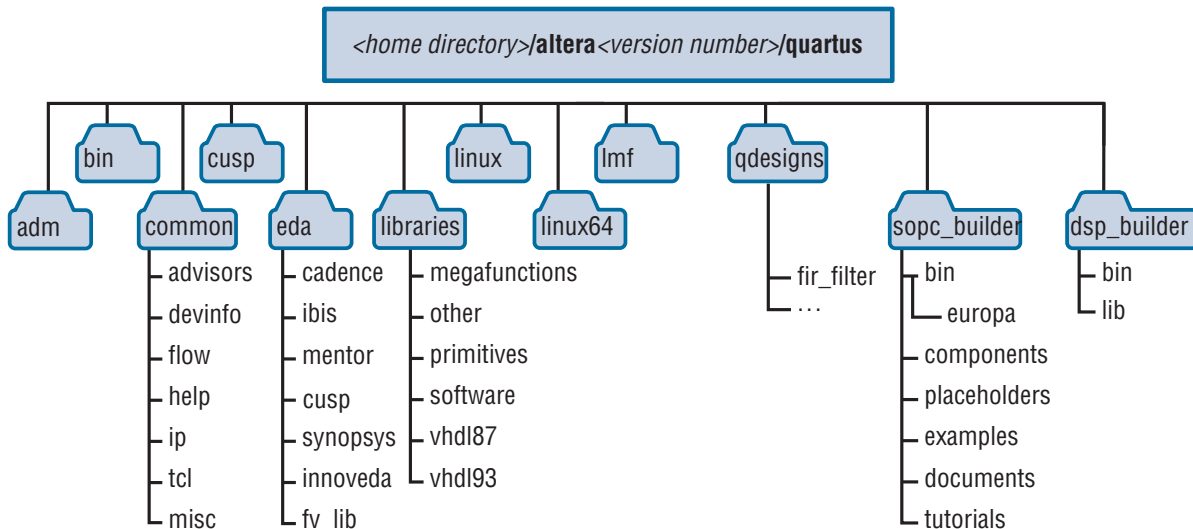 <home directory>/altera<version number>/quartus
bin
cusp
linux
lmf
qdesigns
adm
common
eda
libraries
linux64
sopc_builder
dsp_builder
advisors
devinfo
flow
help
ip
tcl
misc
cadence
ibis
mentor
cusp
synopsys
innoveda
fv_lib
megafunctions
other
primitives
software
vhdl87
vhdl93
fir_filter
...
bin
europa
components
placeholders
examples
documents
tutorials
bin
lib